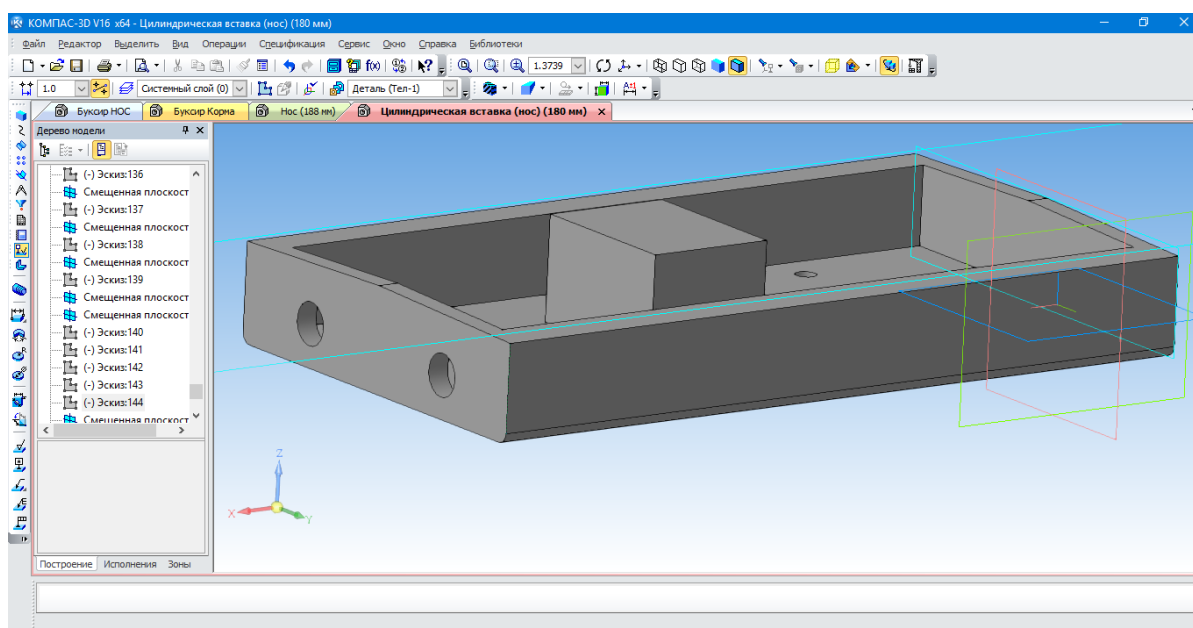 КОМПАС-3D V16 x64 - Цилиндрическая вставка (нос) (180 мм)
Файл Редактор Выделить Вид Операции Спецификация Сервис Окно Справка Библиотеки
1.3739
1.0 Системный слой (0) Деталь (Тел-1)
Буксир НОС Буксир Корма Нос (188 мм) Цилиндрическая вставка (нос) (180 мм)
Дерево модели
(-) Эскиз:136
Смещенная плоскост
(-) Эскиз:137
Смещенная плоскост
(-) Эскиз:138
Смещенная плоскост
(-) Эскиз:139
Смещенная плоскост
Смещенная плоскост
(-) Эскиз:140
(-) Эскиз:141
(-) Эскиз:142
(-) Эскиз:143
(-) Эскиз:144
Смещенная плоскост
Z
X
Y
Построение Исполнения Зоны